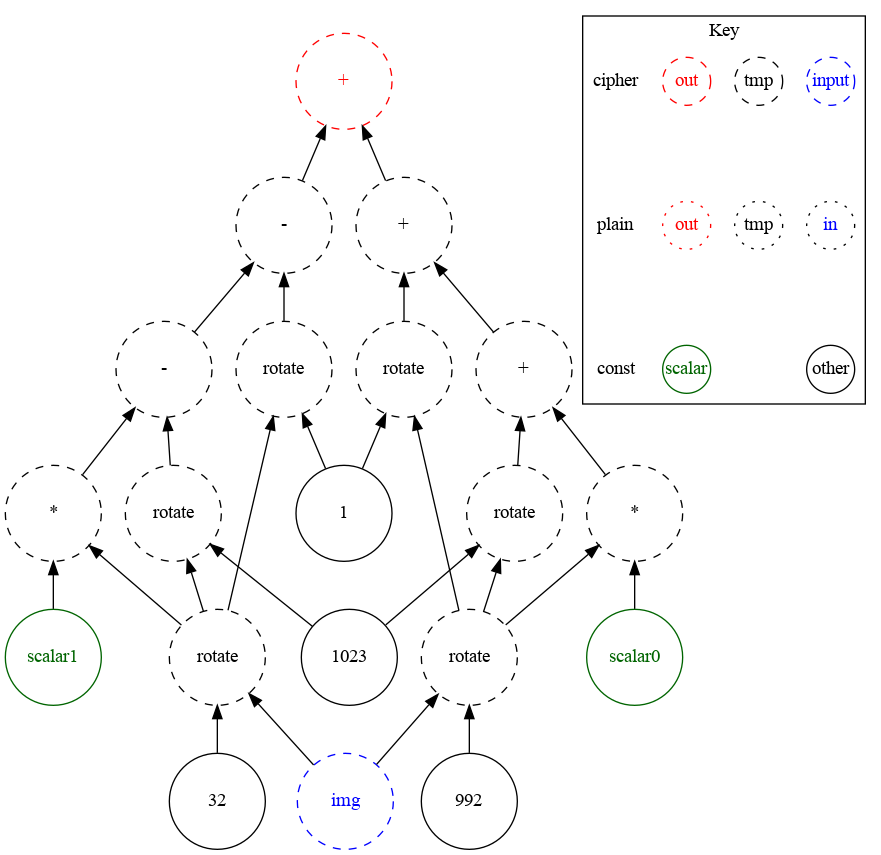 +
-
+
-
rotate
rotate
+
*
rotate
1
rotate
*
scalar1
rotate
1023
rotate
scalar0
32
img
992
Key
cipher out tmp input
plain out tmp in
const scalar other